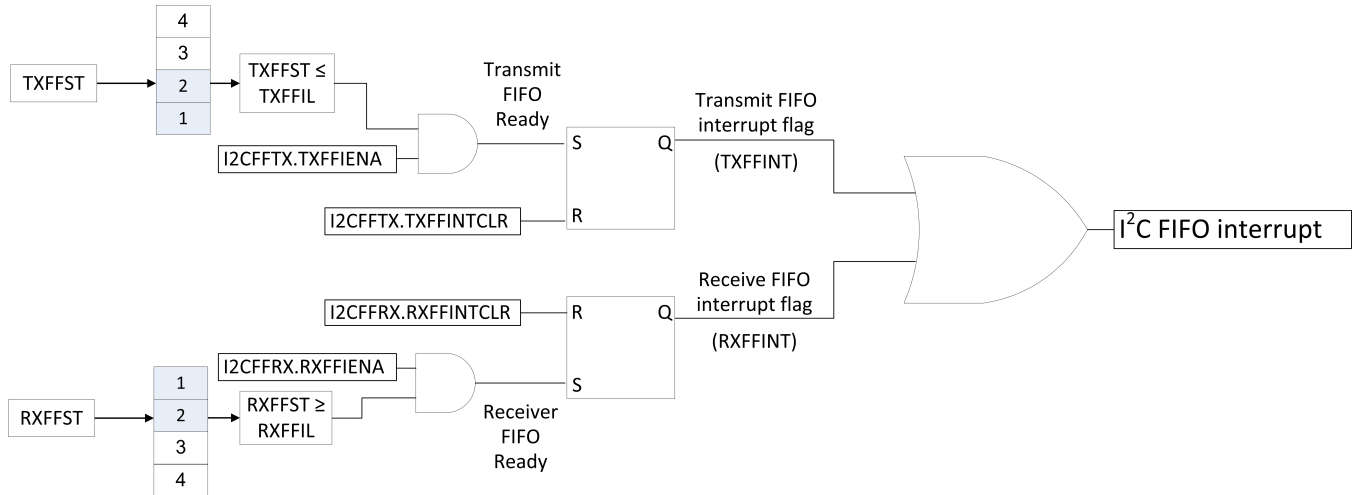 4
3
2
1
TXFFST
TXFFST ≤
TXFFIL
I2CFFTX.TXFFIENA
Transmit
FIFO
Ready
I2CFFTX.TXFFINTCLR
S
Q
R
Transmit FIFO
interrupt flag
(TXFFINT)
I2C FIFO interrupt
I2CFFRX.RXFFINTCLR
R
Q
S
Receive FIFO
interrupt flag
(RXFFINT)
I2CFFRX.RXFFIENA
RXFFST
1
2
3
4
RXFFST ≥
RXFFIL
Receiver
FIFO
Ready